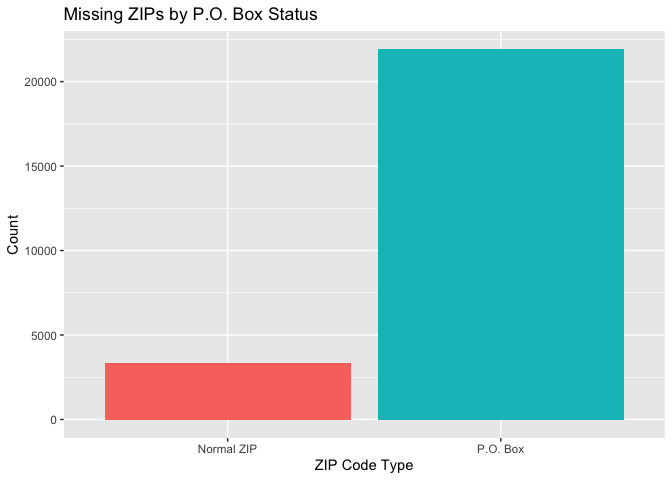 Missing ZIPs by P.O. Box Status
Count
20000
15000
10000
5000
0
Normal ZIP
P.O. Box
ZIP Code Type